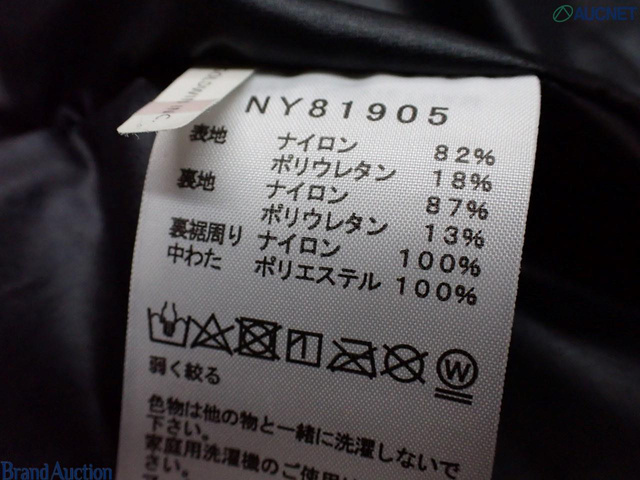 AUCNET
NY81905
表地 ナイロン 82%
ポリウレタン 18%
裏地 ナイロン 87%
ポリウレタン 13%
裏裾周り ナイロン 100%
中わた ポリエステル 100%
W
弱く絞る
色物は他の物と一緒に洗濯しないで
下さい。
家庭用洗濯機のご使用は
Brand Auction